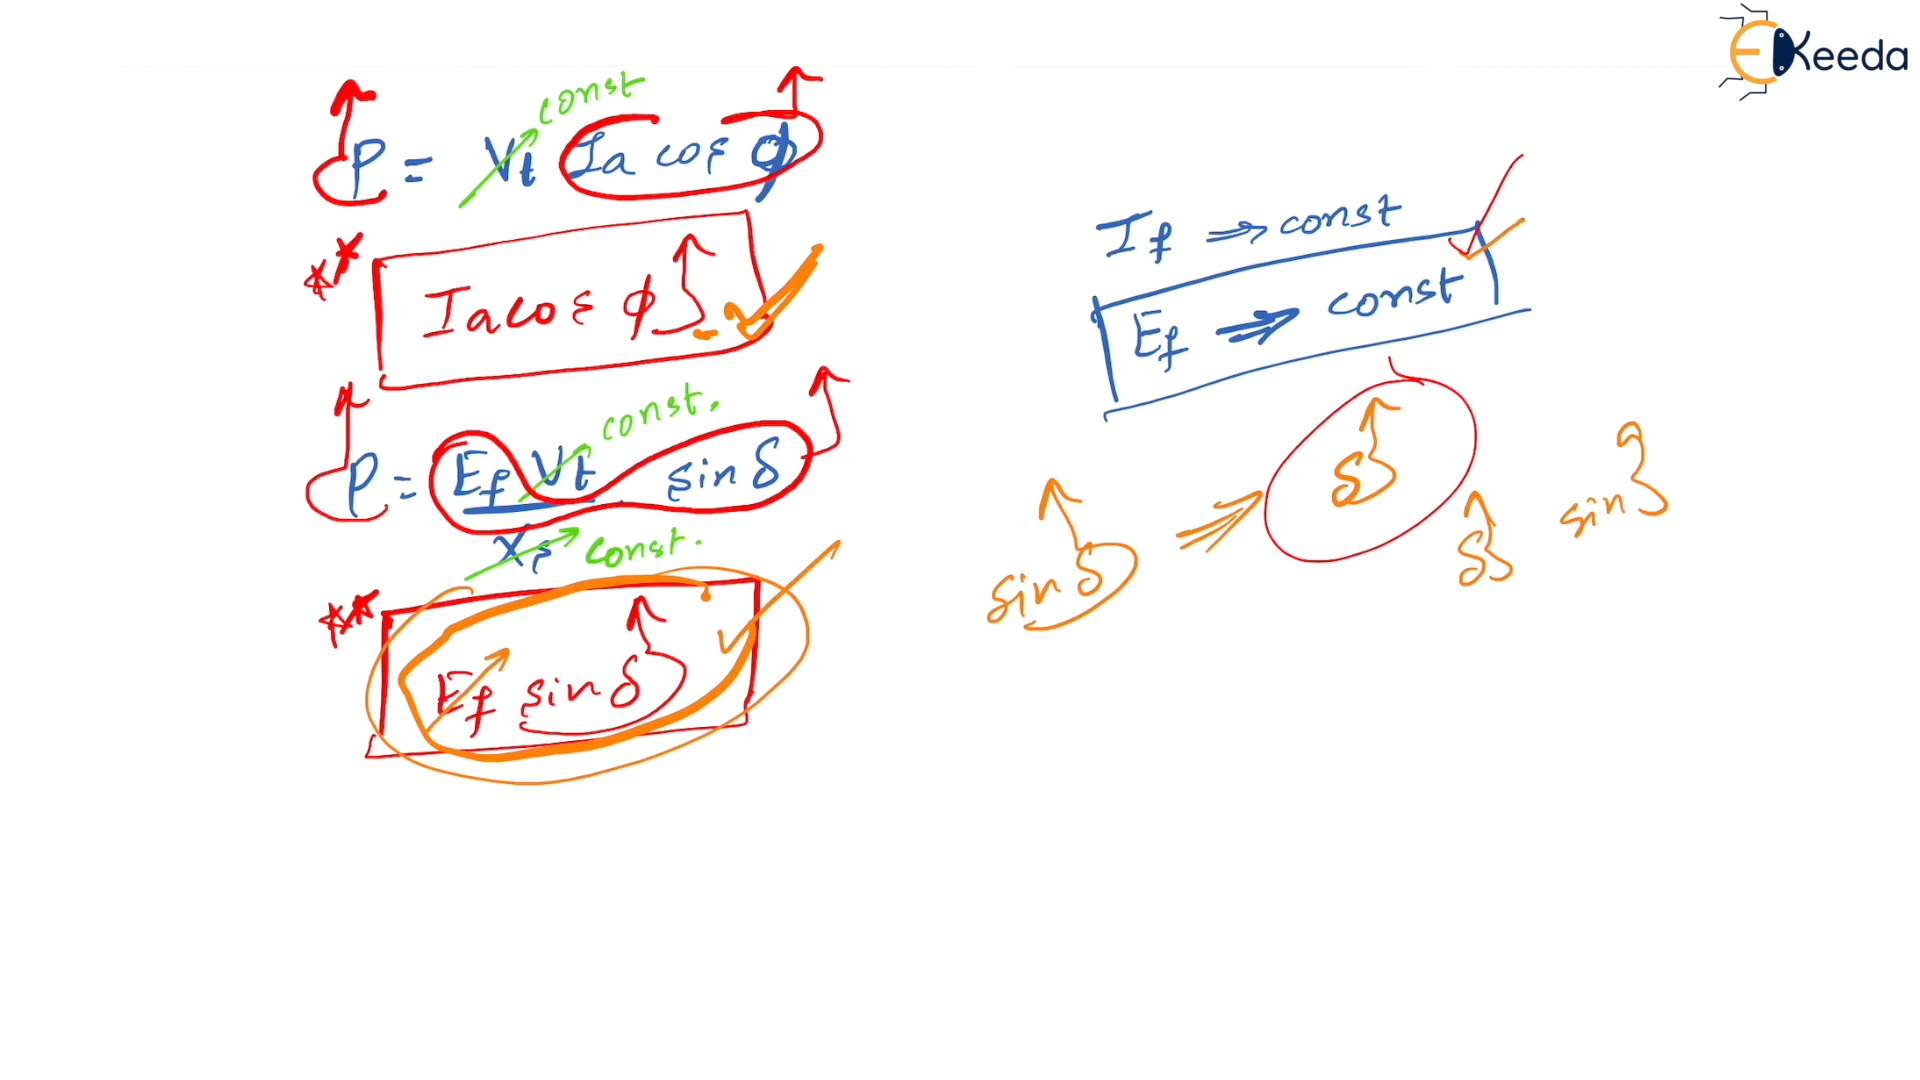 EKeeda
const
P = Vt Ia cos φ
** Ia cos φ
const.
P = Ef Vt sin δ
Xs const.
** Ef sin δ
If ⇒ const
Ef ⇒ const
sin δ ⇒ δ
δ sin